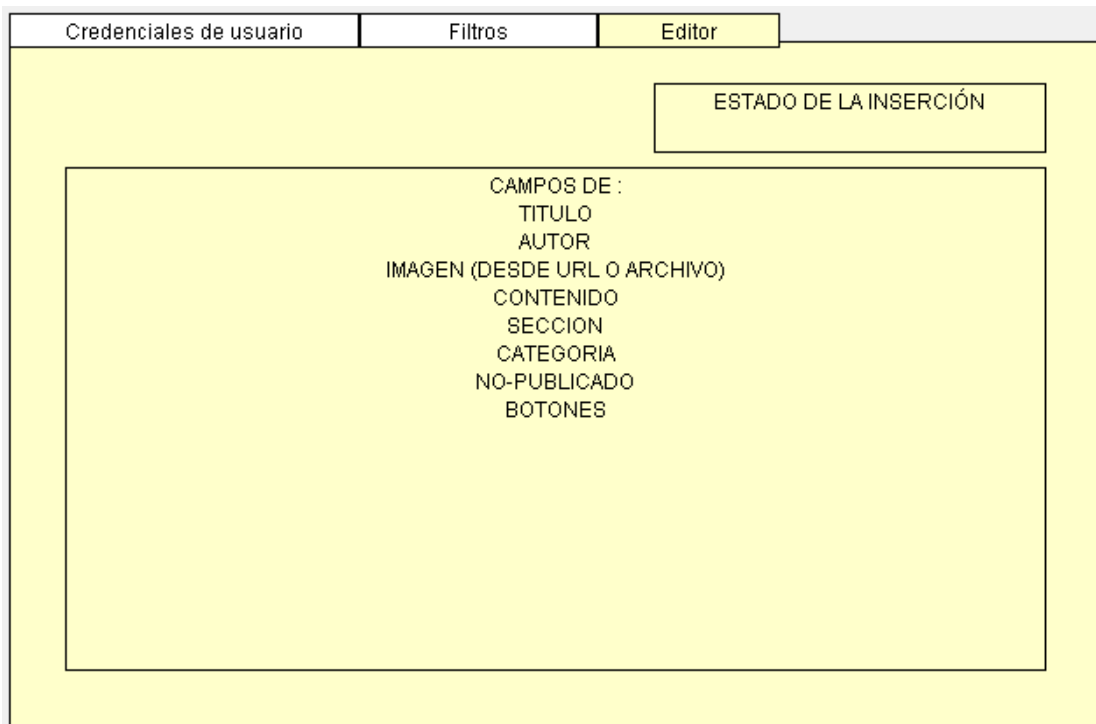 Credenciales de usuario
Filtros
Editor
ESTADO DE LA INSERCIÓN
CAMPOS DE :
TITULO
AUTOR
IMAGEN (DESDE URL O ARCHIVO)
CONTENIDO
SECCION
CATEGORIA
NO-PUBLICADO
BOTONES